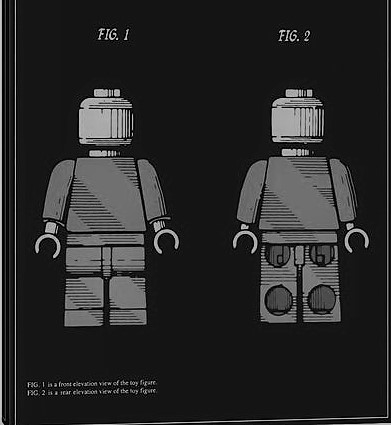 FIG. 1
FIG. 2
FIG. 1 is a front elevation view of the toy figure.
FIG. 2 is a rear elevation view of the toy figure.